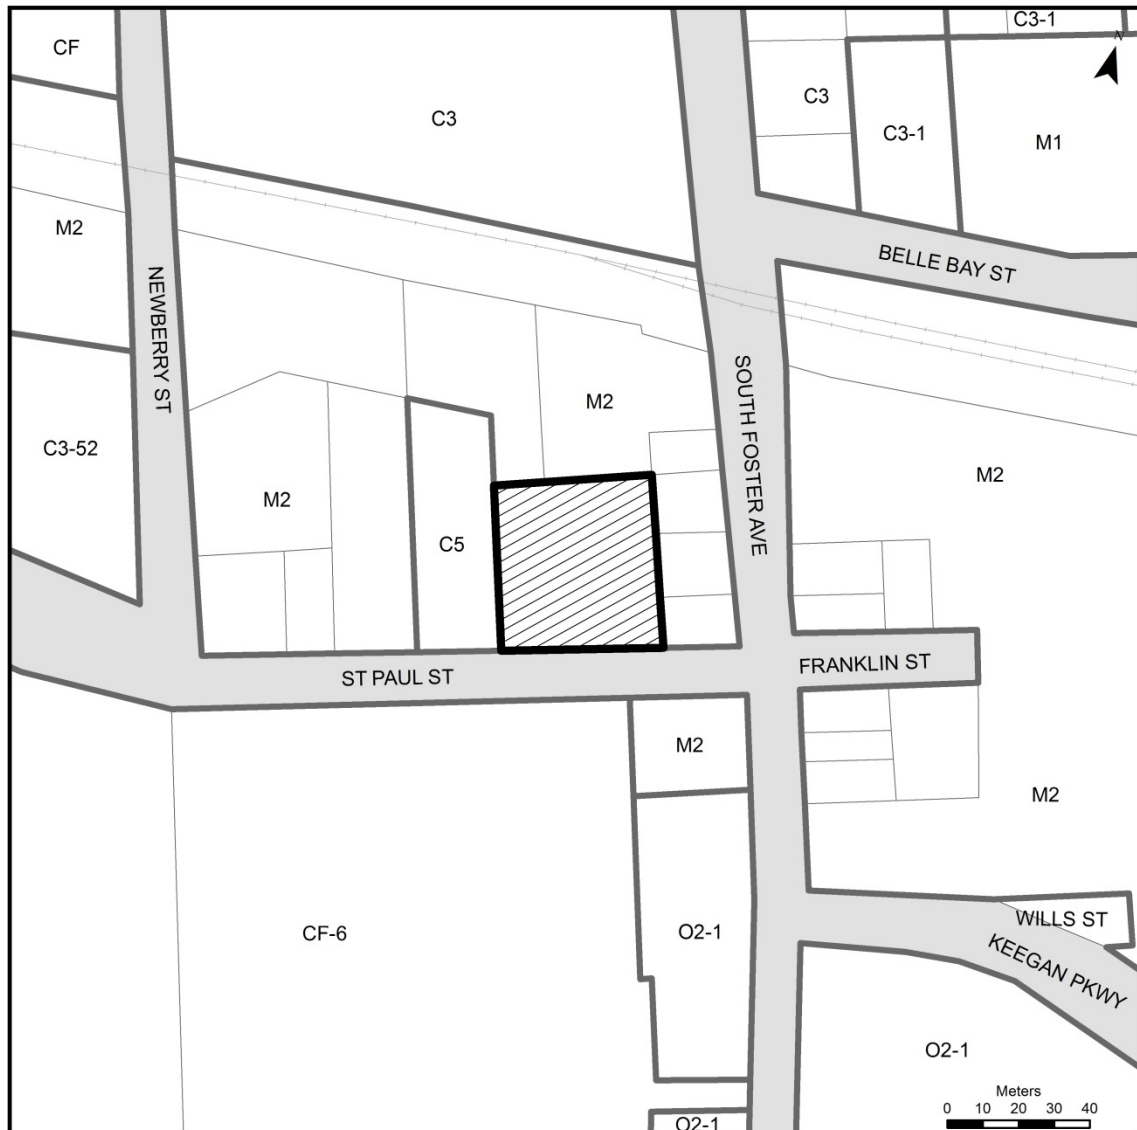 C3-1
N
CF
C3
C3
C3-1
M1
M2
BELLE BAY ST
NEWBERRY ST
SOUTH FOSTER AVE
M2
C3-52
M2
M2
C5
ST PAUL ST
FRANKLIN ST
M2
M2
CF-6
O2-1
WILLS ST
KEEGAN PKWY
O2-1
Meters
0 10 20 30 40
O2-1